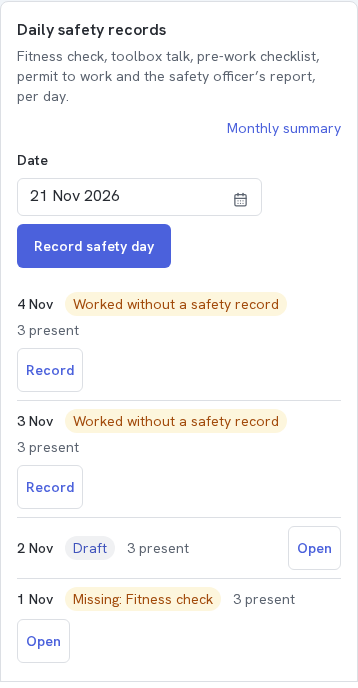 Daily safety records
Fitness check, toolbox talk, pre-work checklist,
permit to work and the safety officer’s report,
per day.
Monthly summary
Date
21 Nov 2026
Record safety day
4 Nov Worked without a safety record
3 present
Record
3 Nov Worked without a safety record
3 present
Record
2 Nov Draft 3 present Open
1 Nov Missing: Fitness check 3 present
Open